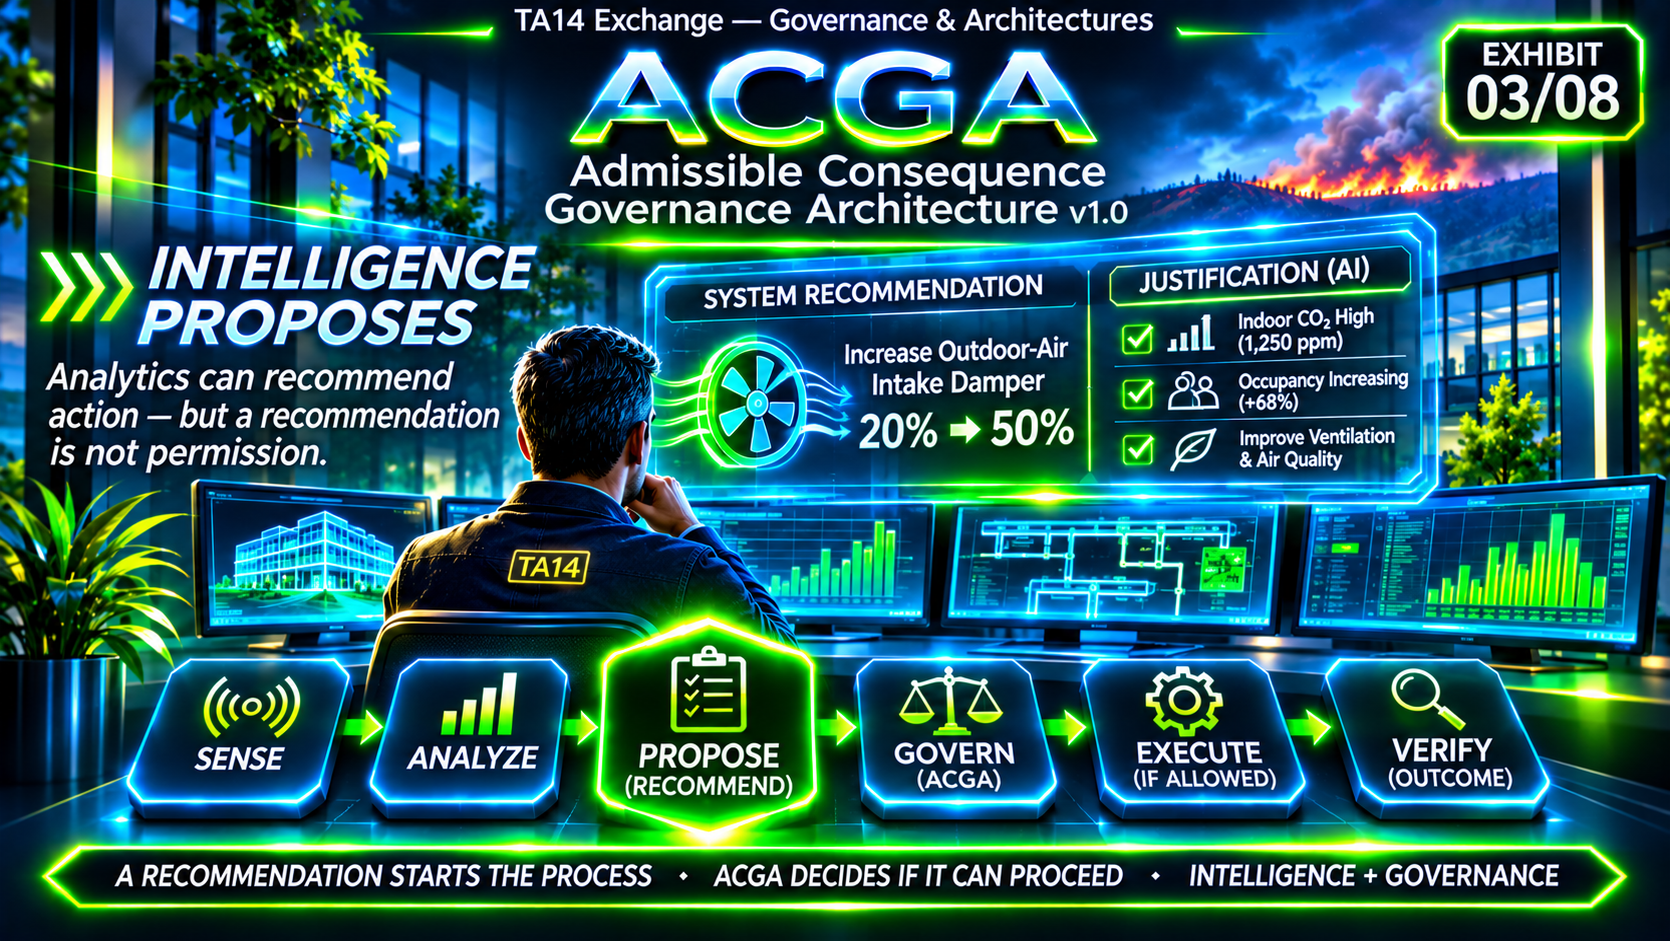 TA14 Exchange — Governance & Architectures
ACGA
Admissible Consequence
Governance Architecture v1.0
EXHIBIT
03/08
INTELLIGENCE
PROPOSES
Analytics can recommend
action — but a recommendation
is not permission.
SYSTEM RECOMMENDATION
Increase Outdoor-Air
Intake Damper
20% → 50%
JUSTIFICATION (AI)
Indoor CO₂ High
(1,250 ppm)
Occupancy Increasing
(+68%)
Improve Ventilation
& Air Quality
TA14
SENSE
ANALYZE
PROPOSE
(RECOMMEND)
GOVERN
(ACGA)
EXECUTE
(IF ALLOWED)
VERIFY
(OUTCOME)
A RECOMMENDATION STARTS THE PROCESS • ACGA DECIDES IF IT CAN PROCEED • INTELLIGENCE + GOVERNANCE